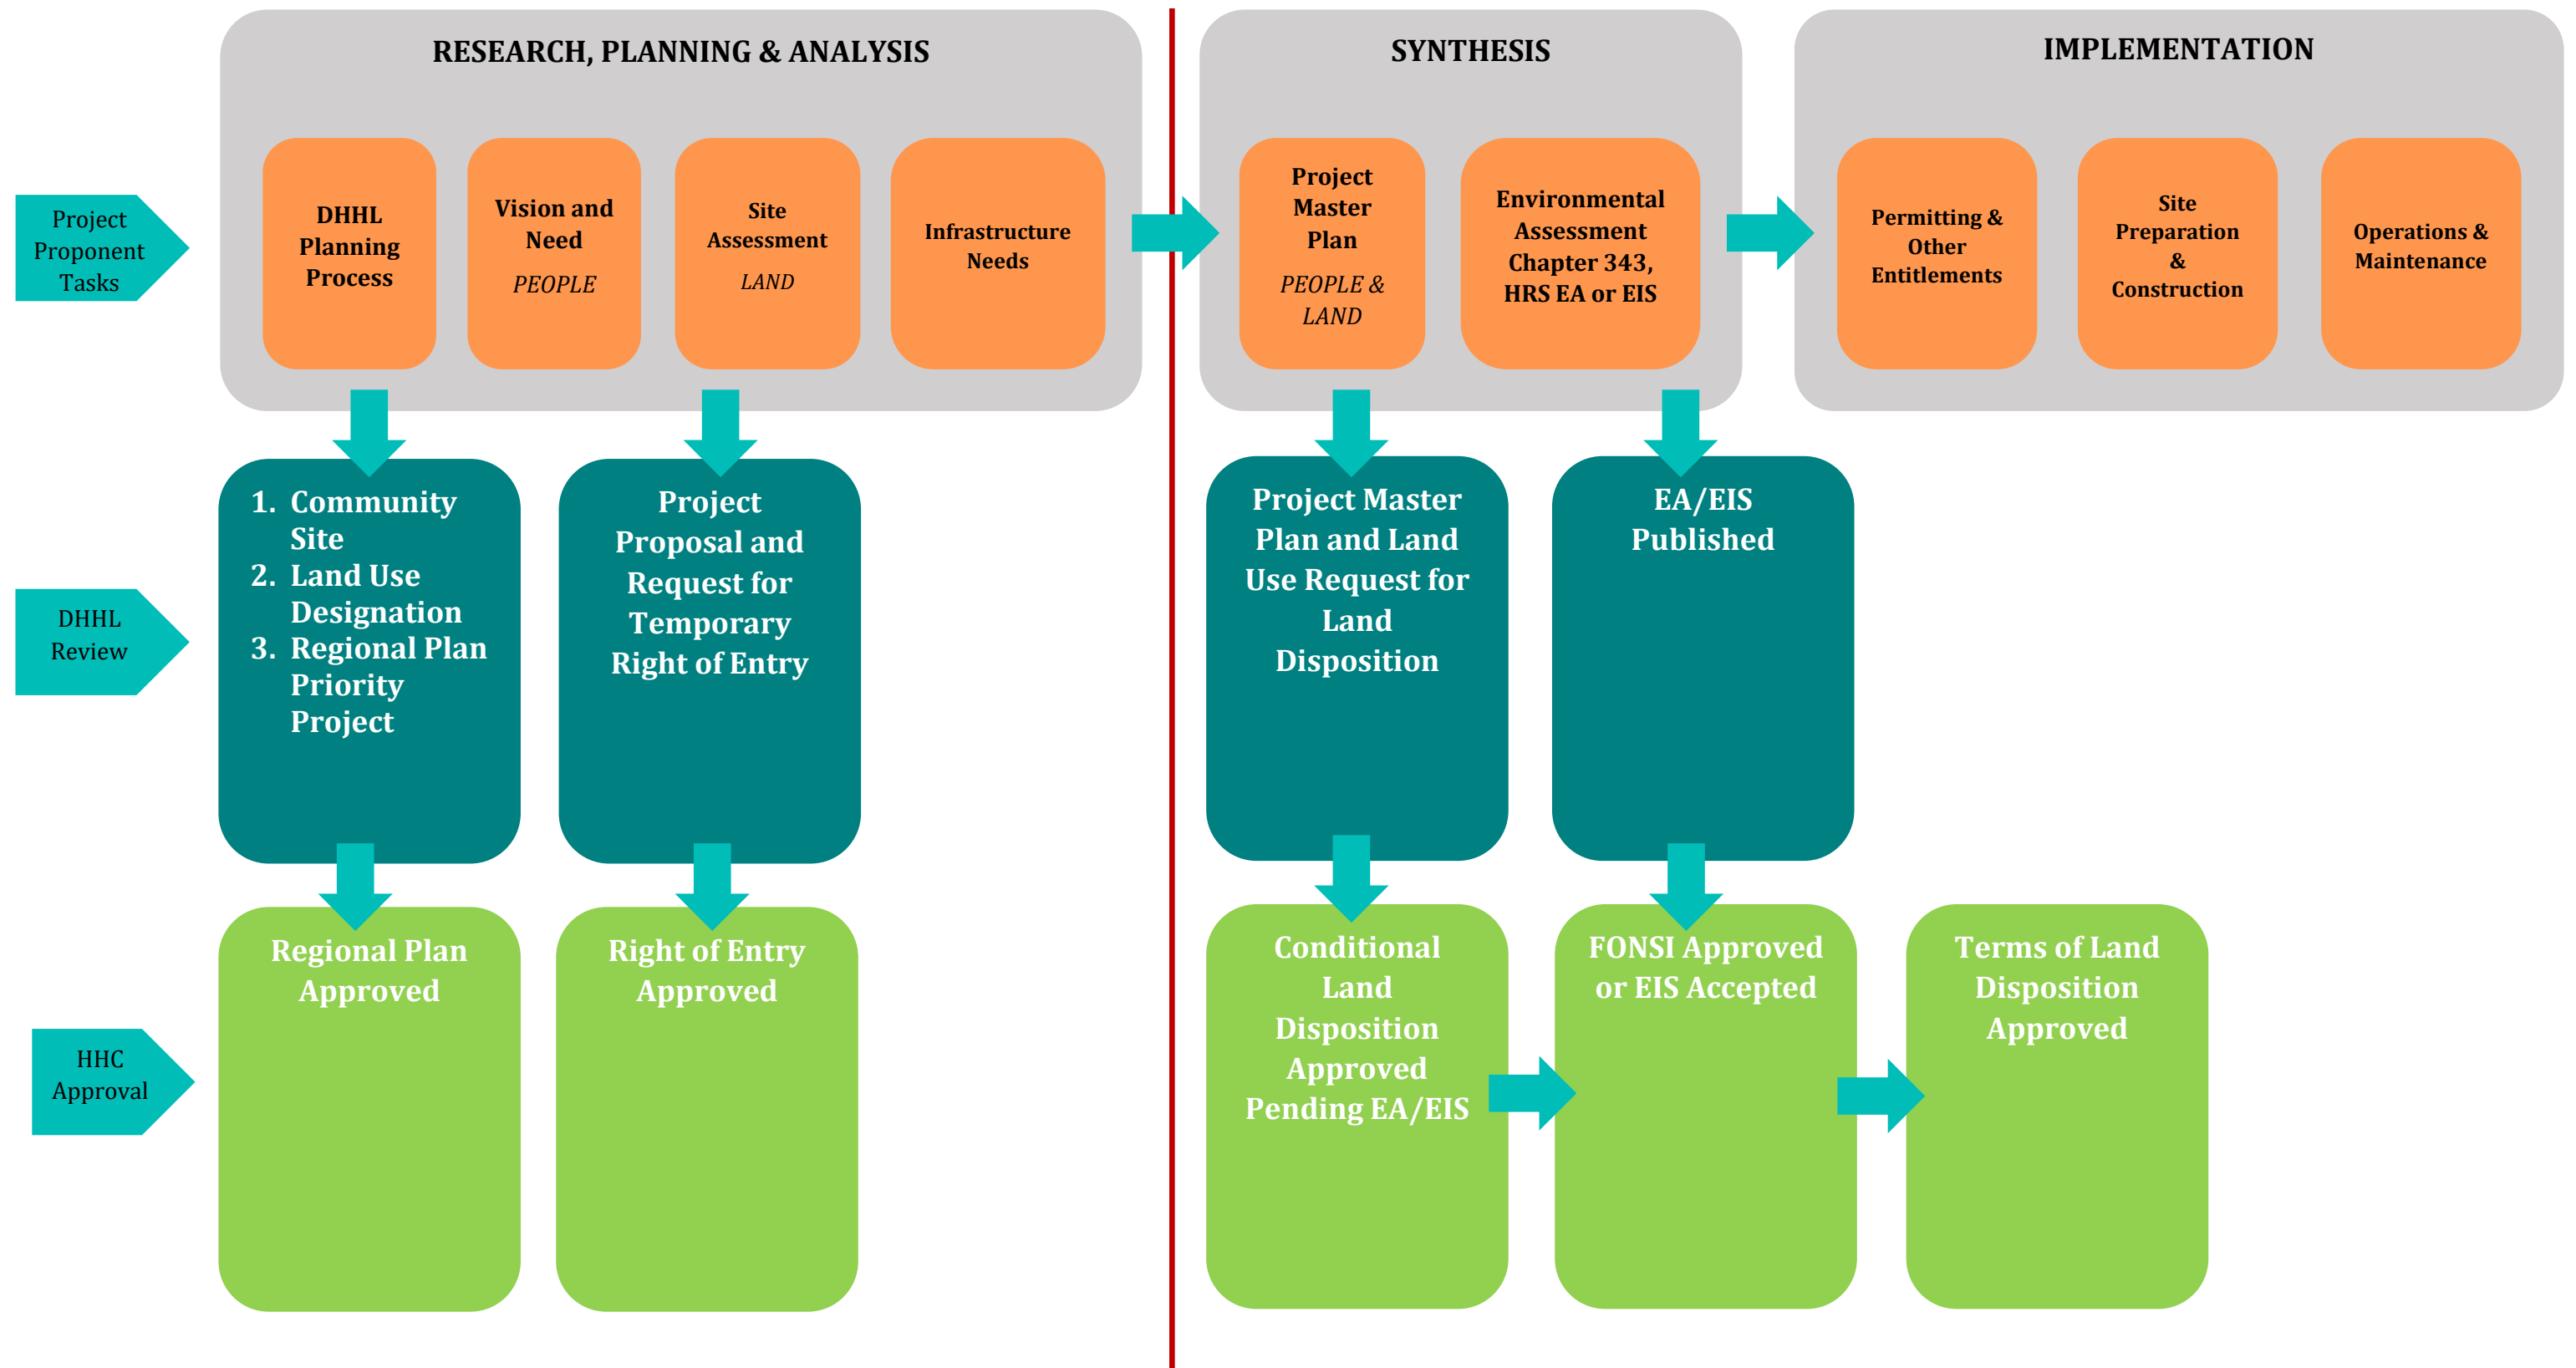 RESEARCH, PLANNING & ANALYSIS
SYNTHESIS
IMPLEMENTATION
Project
Proponent
Tasks
DHHL
Planning
Process
Vision and
Need
PEOPLE
Site
Assessment
LAND
Infrastructure
Needs
Project
Master
Plan
PEOPLE &
LAND
Environmental
Assessment
Chapter 343,
HRS EA or EIS
Permitting &
Other
Entitlements
Site
Preparation
&
Construction
Operations &
Maintenance
DHHL
Review
1. Community
Site
2. Land Use
Designation
3. Regional Plan
Priority
Project
Project
Proposal and
Request for
Temporary
Right of Entry
Project Master
Plan and Land
Use Request for
Land
Disposition
EA/EIS
Published
HHC
Approval
Regional Plan
Approved
Right of Entry
Approved
Conditional
Land
Disposition
Approved
Pending EA/EIS
FONSI Approved
or EIS Accepted
Terms of Land
Disposition
Approved